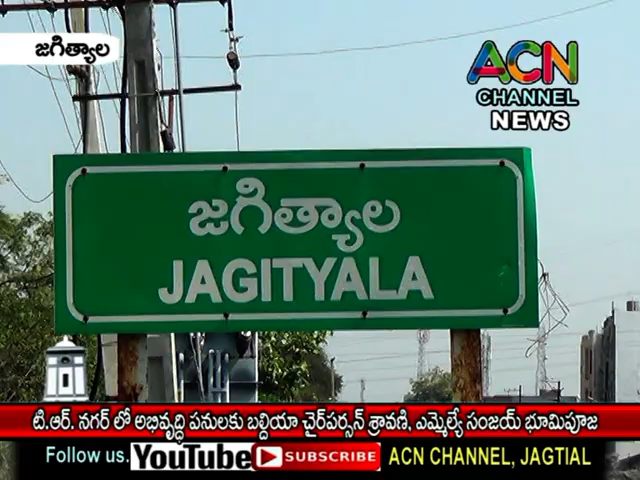 జగిత్యాల
ACN
CHANNEL
NEWS
జగిత్యాల
JAGITYALA
టి.ఆర్. నగర్ లో అభివృద్ధి పనులకు బల్దియా చైర్‌పర్సన్ శ్రావణి, ఎమ్మెల్యే సంజయ్ భూమిపూజ
Follow us. YouTube SUBSCRIBE ACN CHANNEL, JAGTIAL